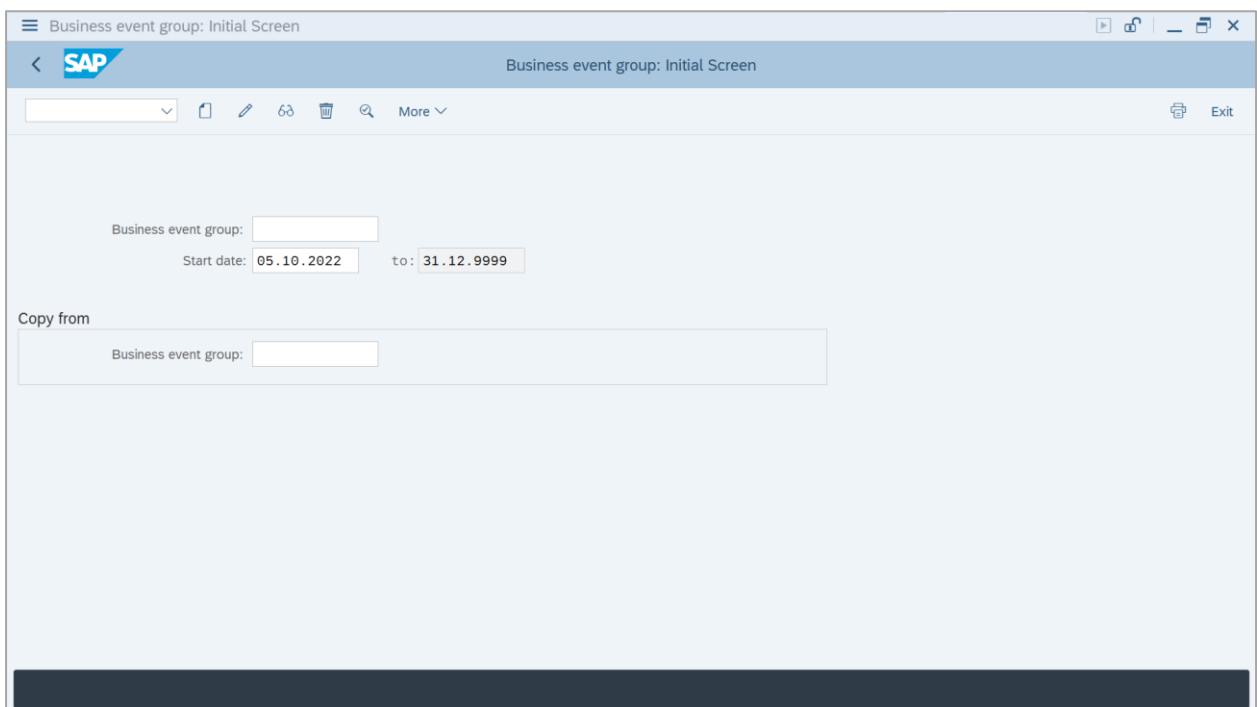 Business event group: Initial Screen
SAP Business event group: Initial Screen
More Exit
Business event group:
Start date: 05.10.2022 to: 31.12.9999
Copy from
Business event group: